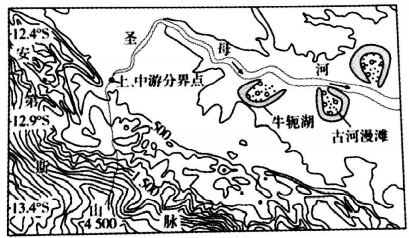 12.4°S
圣 母 河
安
上、中游分界点
第
牛轭湖
12.9°S
500
古河漫滩
斯
1 500
13.4°S
山 脉
4 500